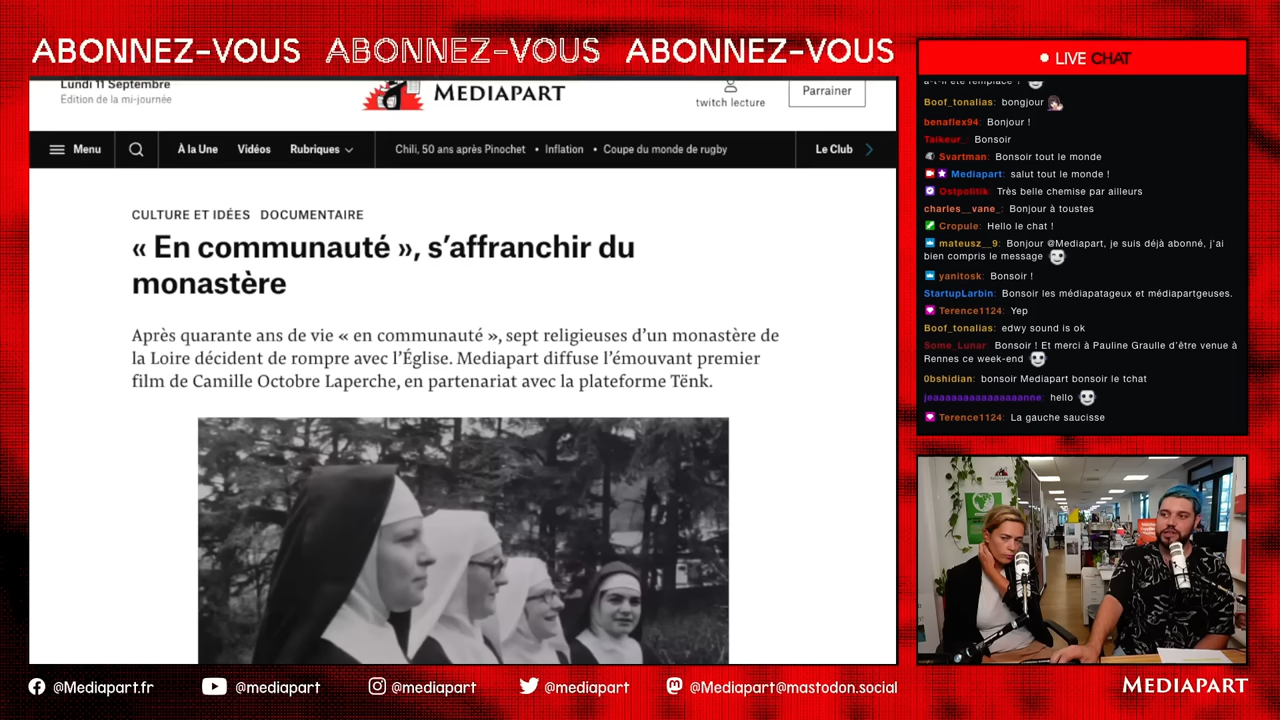 ABONNEZ-VOUS ABONNEZ-VOUS ABONNEZ-VOUS
Lundi 11 Septembre
Édition de la mi-journée
MEDIAPART
twitch lecture
Parrainer
Menu
À la Une Vidéos Rubriques
Chili, 50 ans après Pinochet • Inflation • Coupe du monde de rugby
Le Club
CULTURE ET IDÉES DOCUMENTAIRE
« En communauté », s’affranchir du
monastère
Après quarante ans de vie « en communauté », sept religieuses d’un monastère de
la Loire décident de rompre avec l’Église. Mediapart diffuse l’émouvant premier
film de Camille Octobre Laperche, en partenariat avec la plateforme Tënk.
LIVE CHAT
a-t-il été remplacé !
Boof_tonalias: bongjour
benaflex94: Bonjour !
Talkeur_: Bonsoir
Svartman: Bonsoir tout le monde
Mediapart: salut tout le monde !
Ostpolitik: Très belle chemise par ailleurs
charles__vane_: Bonjour à toustes
Cropule: Hello le chat !
mateusz__9: Bonjour @Mediapart, je suis déjà abonné, j’ai
bien compris le message
yanitosk: Bonsoir !
StartupLarbin: Bonsoir les médiapatageux et médiapartgeuses.
Terence1124: Yep
Boof_tonalias: edwy sound is ok
Some_Lunar: Bonsoir ! Et merci à Pauline Graulle d’être venue à
Rennes ce week-end
0bshidian: bonsoir Mediapart bonsoir le tchat
hello
Terence1124: La gauche saucisse
@Mediapart.fr @mediapart @mediapart @mediapart @Mediapart@mastodon.social
MEDIAPART